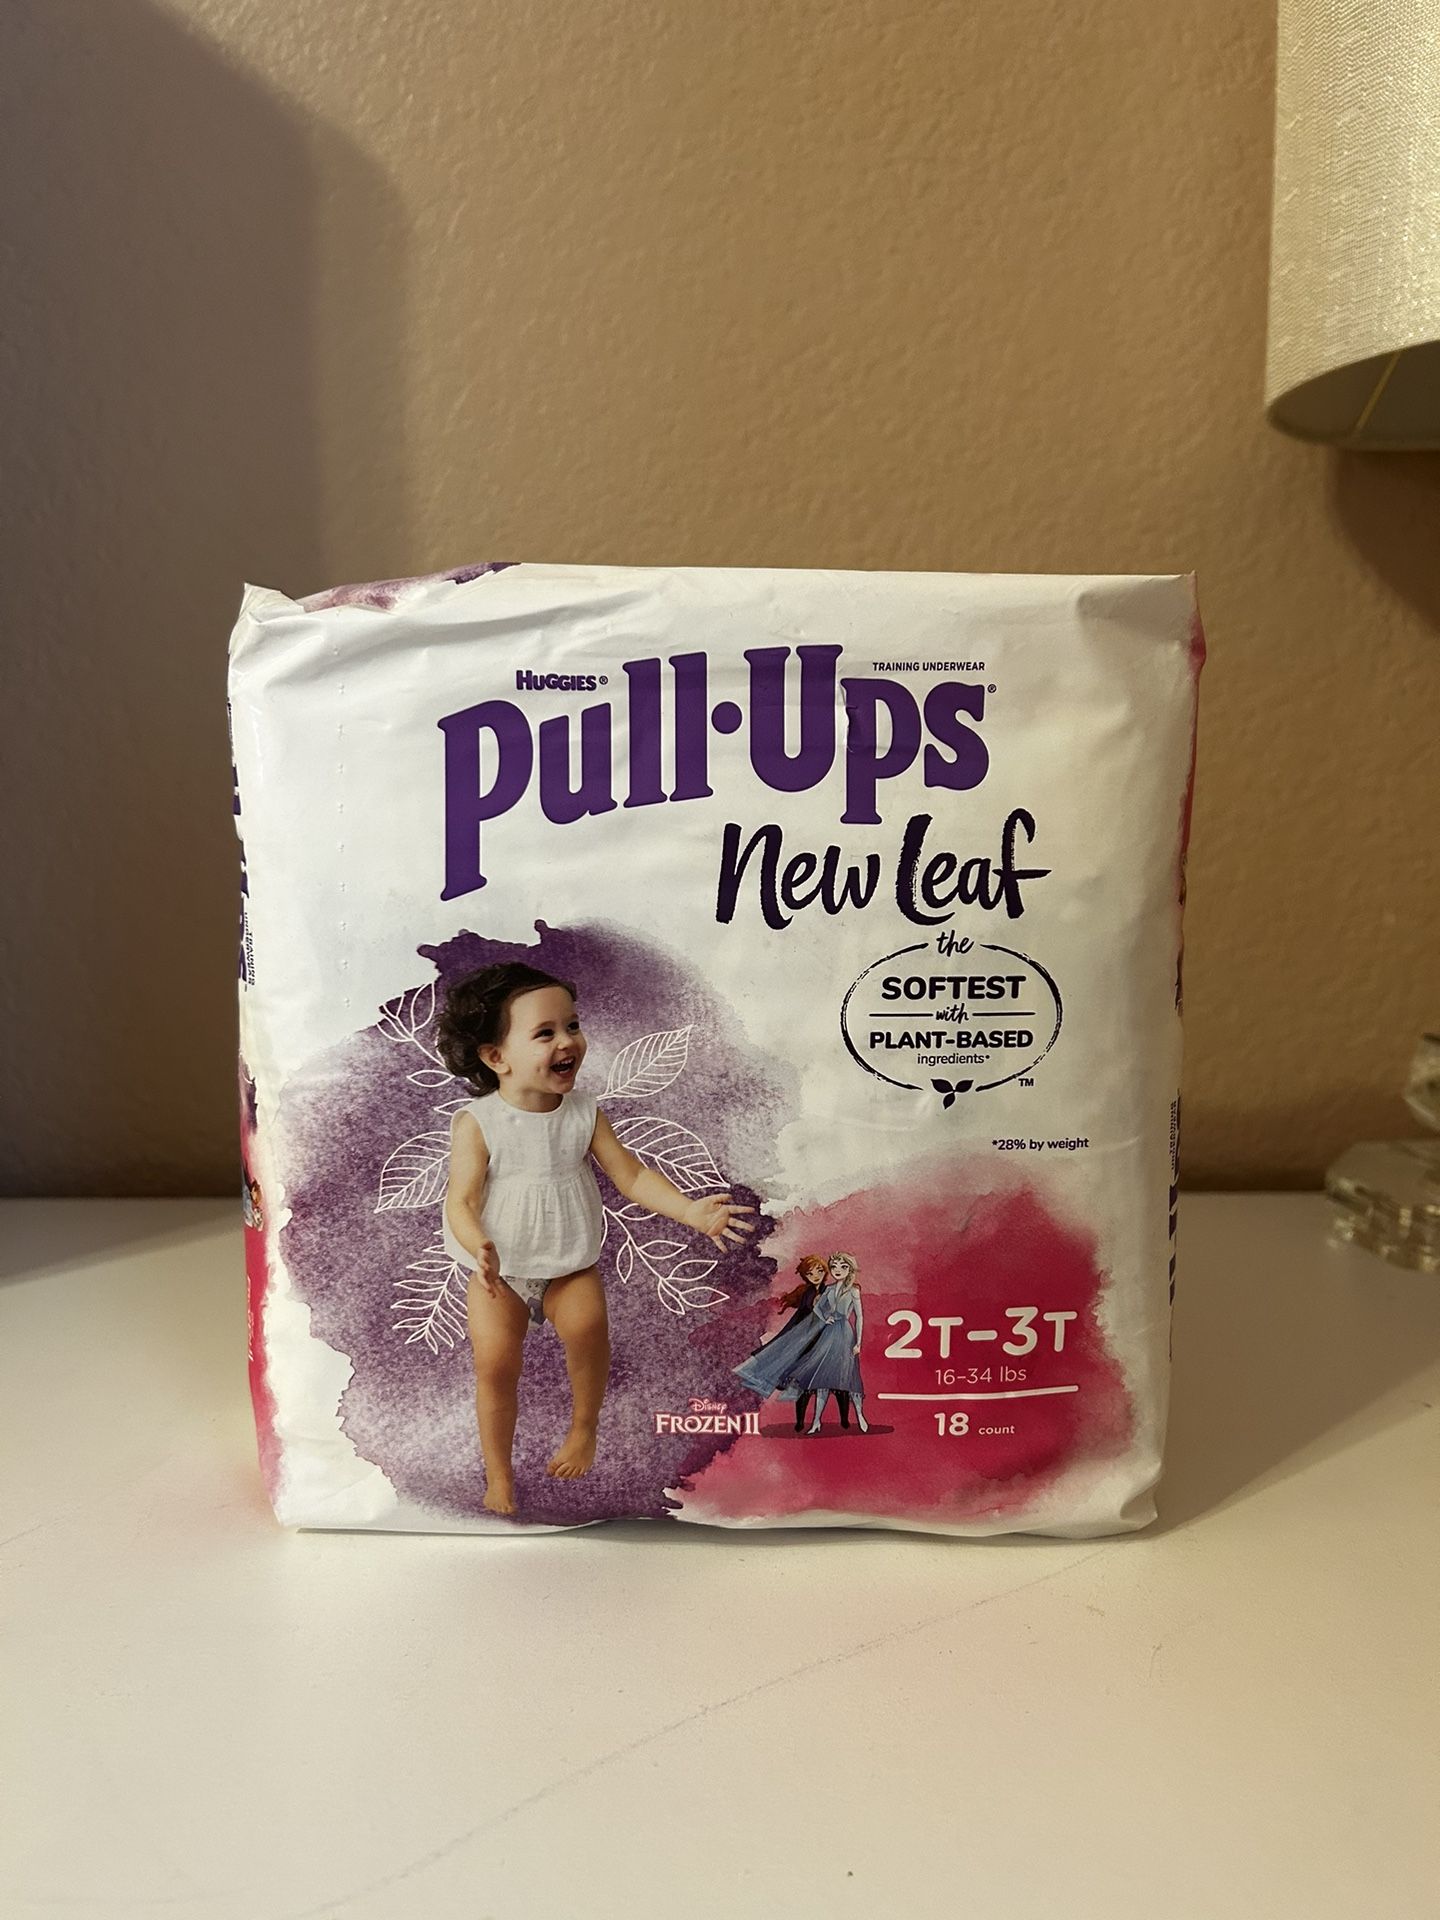 HUGGIES®
TRAINING UNDERWEAR
Pull·Ups®
New Leaf
the
SOFTEST
with
PLANT-BASED
ingredients*
TM
*28% by weight
2T-3T
16-34 lbs
18 count
Disney
FROZEN II